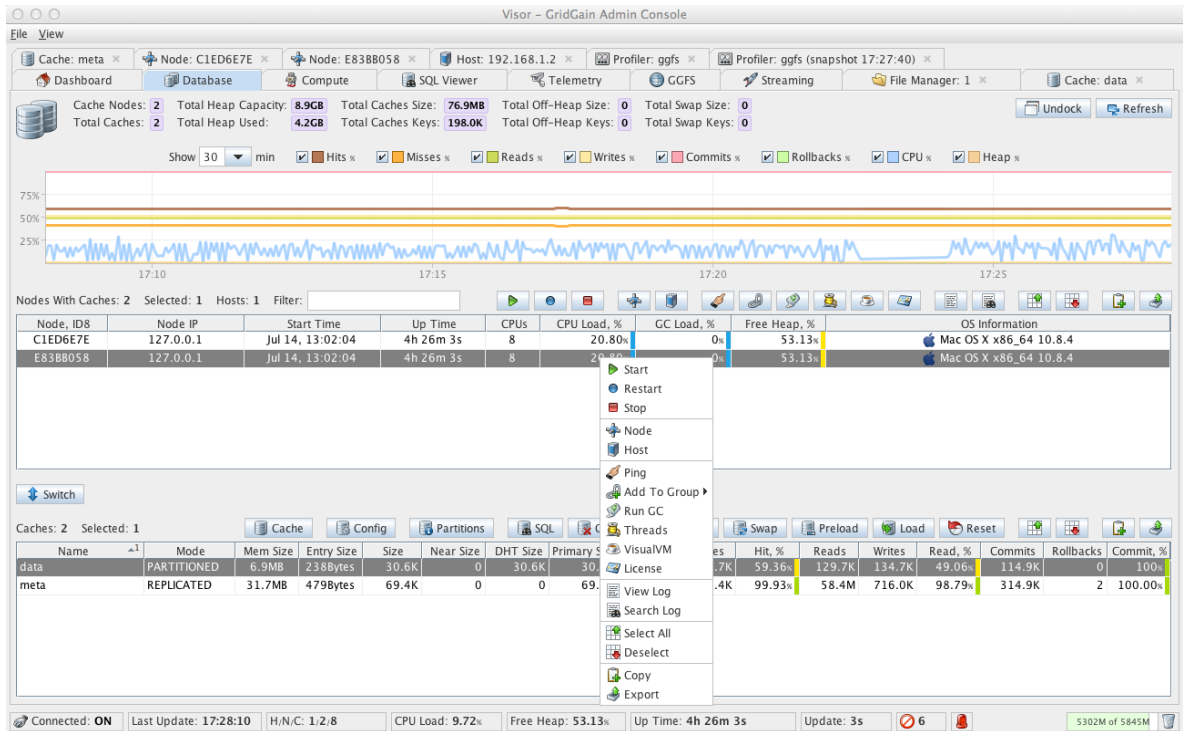 Visor – GridGain Admin Console
File View
Cache: meta × Node: C1ED6E7E × Node: E83BB058 × Host: 192.168.1.2 × Profiler: ggfs × Profiler: ggfs (snapshot 17:27:40) ×
Dashboard Database Compute SQL Viewer Telemetry GGFS Streaming File Manager: 1 × Cache: data ×
Cache Nodes: 2 Total Heap Capacity: 8.9GB Total Caches Size: 76.9MB Total Off-Heap Size: 0 Total Swap Size: 0 Undock Refresh
Total Caches: 2 Total Heap Used: 4.2GB Total Caches Keys: 198.0K Total Off-Heap Keys: 0 Total Swap Keys: 0
Show 30 min Hits % Misses % Reads % Writes % Commits % Rollbacks % CPU % Heap %
75%
50%
25%
17:10 17:15 17:20 17:25
Nodes With Caches: 2 Selected: 1 Hosts: 1 Filter:
Node, ID8 Node IP Start Time Up Time CPUs CPU Load, % GC Load, % Free Heap, % OS Information
C1ED6E7E 127.0.0.1 Jul 14, 13:02:04 4h 26m 3s 8 20.80% 0% 53.13% Mac OS X x86_64 10.8.4
E83BB058 127.0.0.1 Jul 14, 13:02:04 4h 26m 3s 8 20.80% 0% 53.13% Mac OS X x86_64 10.8.4
Start
Restart
Stop
Node
Host
Ping
Add To Group
Run GC
Threads
VisualVM
License
View Log
Search Log
Select All
Deselect
Copy
Export
Switch
Caches: 2 Selected: 1 Cache Config Partitions SQL Swap Preload Load Reset
Name 1 Mode Mem Size Entry Size Size Near Size DHT Size Primary S es Hit, % Reads Writes Read, % Commits Rollbacks Commit, %
data PARTITIONED 6.9MB 238Bytes 30.6K 0 30.6K 30. .7K 59.36% 129.7K 134.7K 49.06% 114.9K 0 100%
meta REPLICATED 31.7MB 479Bytes 69.4K 0 0 69. .4K 99.93% 58.4M 716.0K 98.79% 314.9K 2 100.00%
Connected: ON Last Update: 17:28:10 H/N/C: 1/2/8 CPU Load: 9.72% Free Heap: 53.13% Up Time: 4h 26m 3s Update: 3s 6 5302M of 5845M